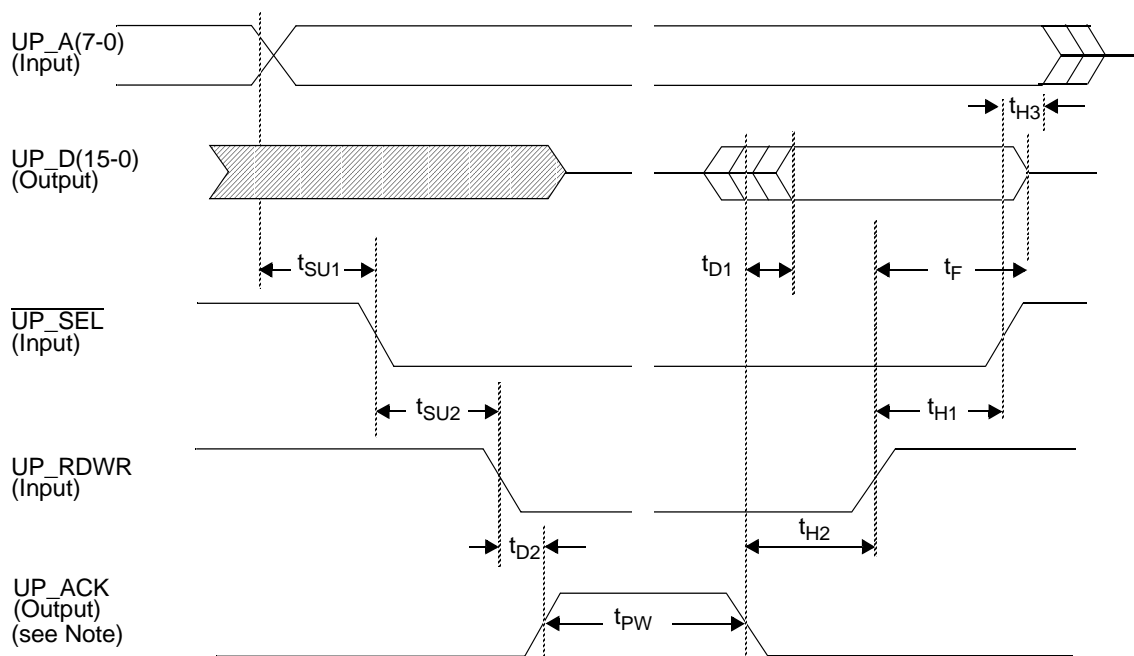 UP_A(7-0)
(Input)
tH3
UP_D(15-0)
(Output)
tSU1
tD1
tF
UP_SEL
(Input)
tSU2
tH1
UP_RDWR
(Input)
tD2
tH2
UP_ACK
(Output)
(see Note)
tPW